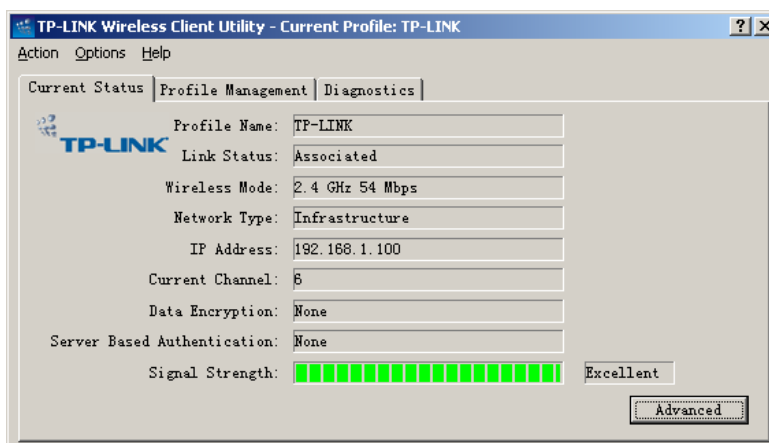 TP-LINK Wireless Client Utility - Current Profile: TP-LINK
Action Options Help
Current Status Profile Management Diagnostics
TP-LINK
Profile Name: TP-LINK
Link Status: Associated
Wireless Mode: 2.4 GHz 54 Mbps
Network Type: Infrastructure
IP Address: 192.168.1.100
Current Channel: 6
Data Encryption: None
Server Based Authentication: None
Signal Strength: Excellent
Advanced